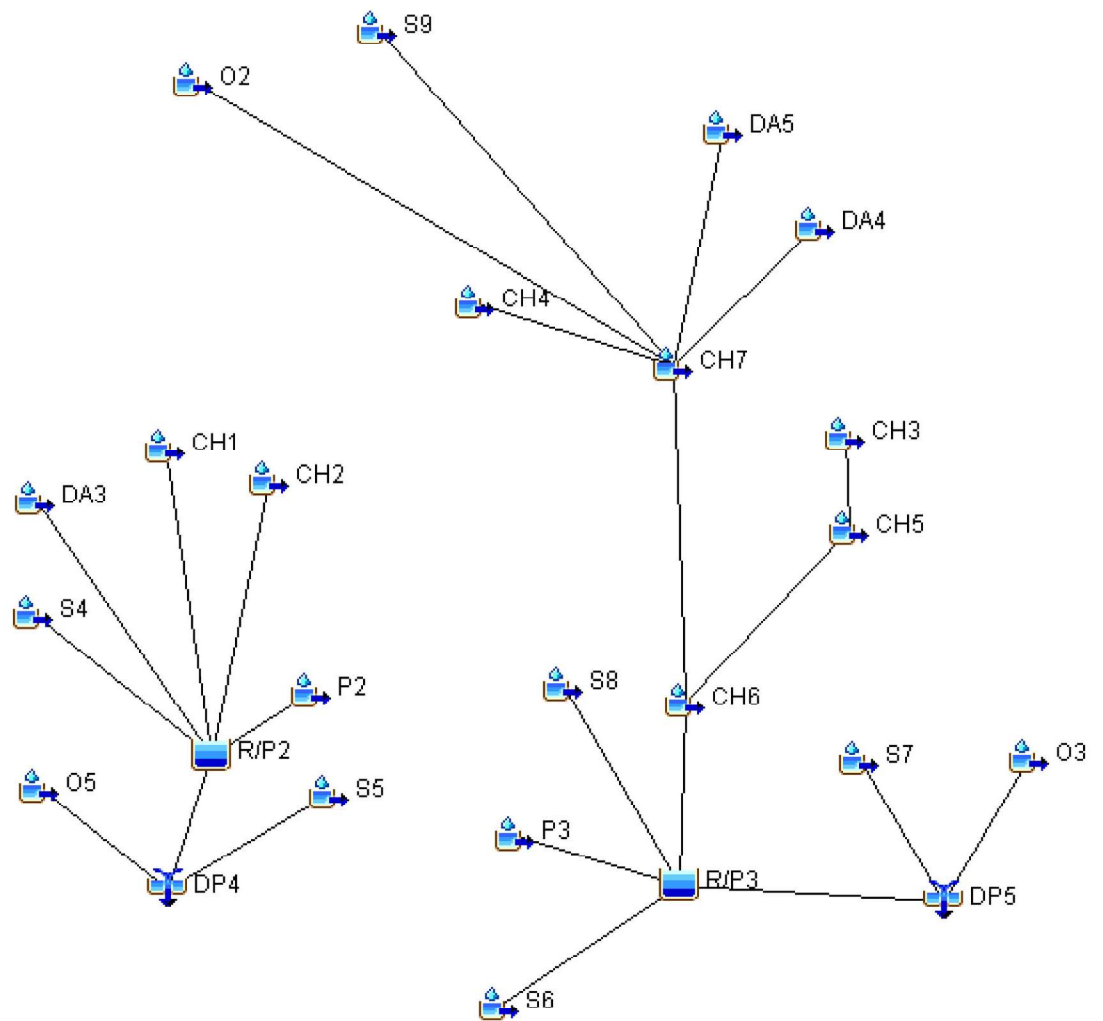 S9
O2
DA5
DA4
CH4
CH7
CH3
CH1
CH2
DA3
CH5
S4
S8
P2
CH6
R/P2
S7
O3
O5
S5
P3
DP4
R/P3
DP5
S6